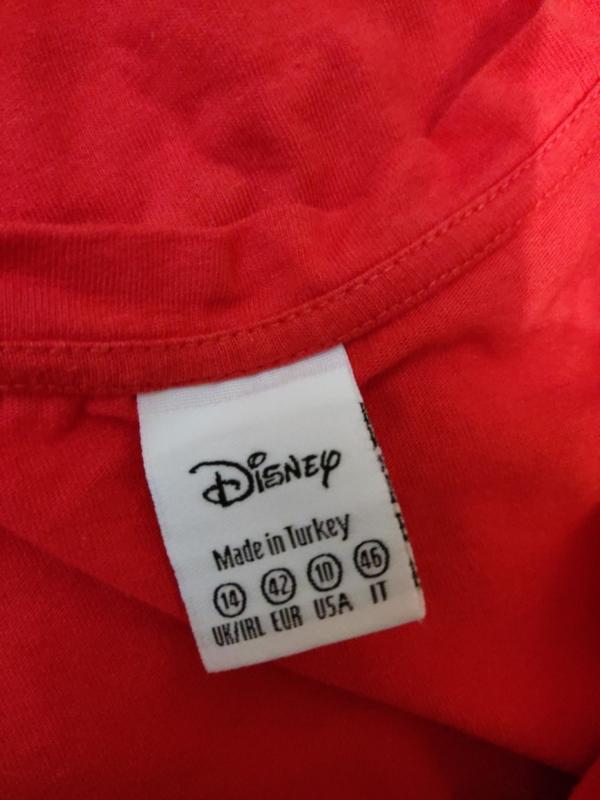 Disney
Made in Turkey
14 42 10 46
UK/IRL EUR USA IT